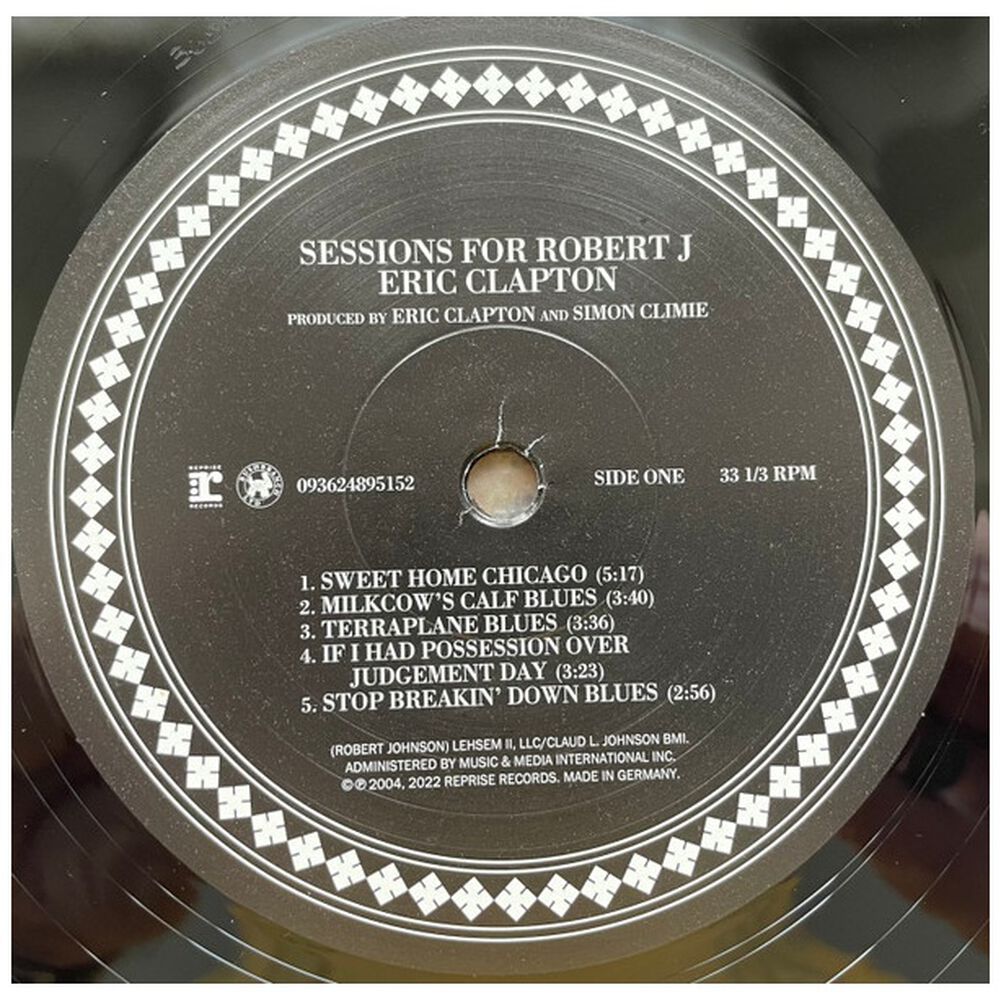 SESSIONS FOR ROBERT J
ERIC CLAPTON
PRODUCED BY ERIC CLAPTON AND SIMON CLIMIE
REPRISE
r
RECORDS
BUSHBRANCH
093624895152
SIDE ONE 33 1/3 RPM
1. SWEET HOME CHICAGO (5:17)
2. MILKCOW'S CALF BLUES (3:40)
3. TERRAPLANE BLUES (3:36)
4. IF I HAD POSSESSION OVER
JUDGEMENT DAY (3:23)
5. STOP BREAKIN' DOWN BLUES (2:56)
(ROBERT JOHNSON) LEHSEM II, LLC/CLAUD L. JOHNSON BMI.
ADMINISTERED BY MUSIC & MEDIA INTERNATIONAL INC.
©℗ 2004, 2022 REPRISE RECORDS. MADE IN GERMANY.